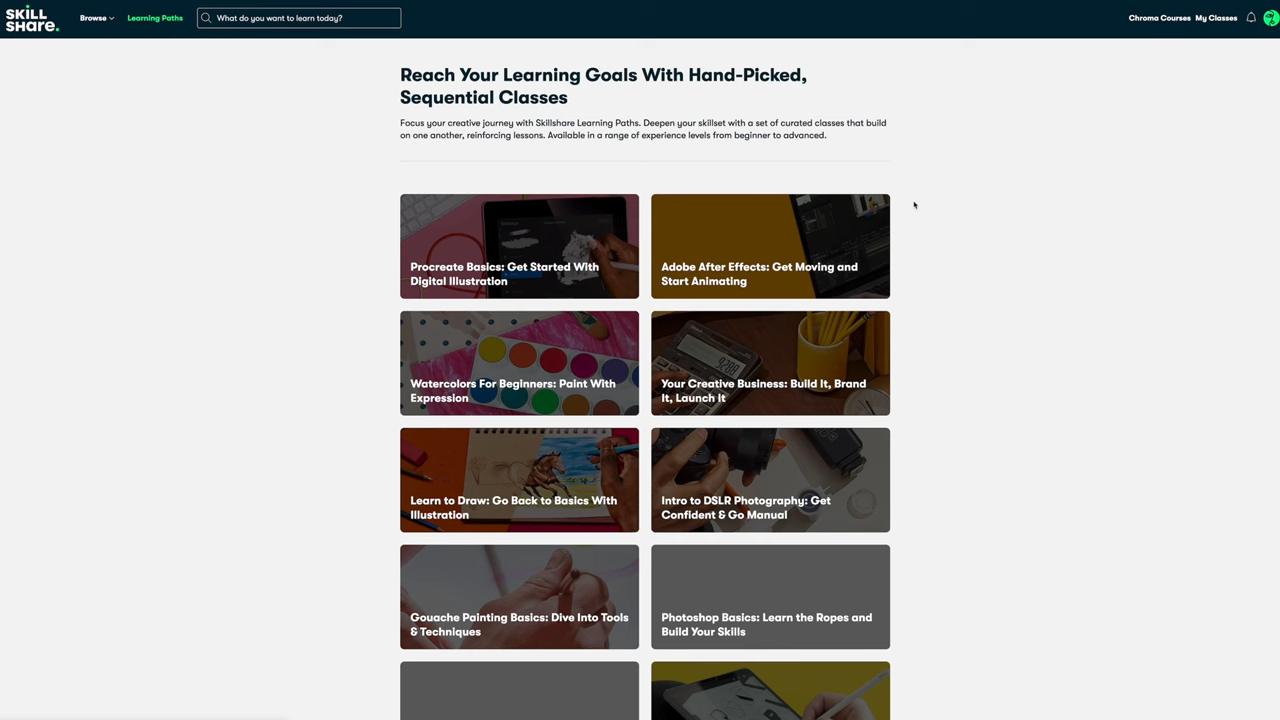 SKILL
SHARE.
Browse
Learning Paths
What do you want to learn today?
Chroma Courses
My Classes
Reach Your Learning Goals With Hand-Picked,
Sequential Classes
Focus your creative journey with Skillshare Learning Paths. Deepen your skillset with a set of curated classes that build
on one another, reinforcing lessons. Available in a range of experience levels from beginner to advanced.
Procreate Basics: Get Started With
Digital Illustration
Adobe After Effects: Get Moving and
Start Animating
Watercolors For Beginners: Paint With
Expression
Your Creative Business: Build It, Brand
It, Launch It
Learn to Draw: Go Back to Basics With
Illustration
Intro to DSLR Photography: Get
Confident & Go Manual
Gouache Painting Basics: Dive Into Tools
& Techniques
Photoshop Basics: Learn the Ropes and
Build Your Skills